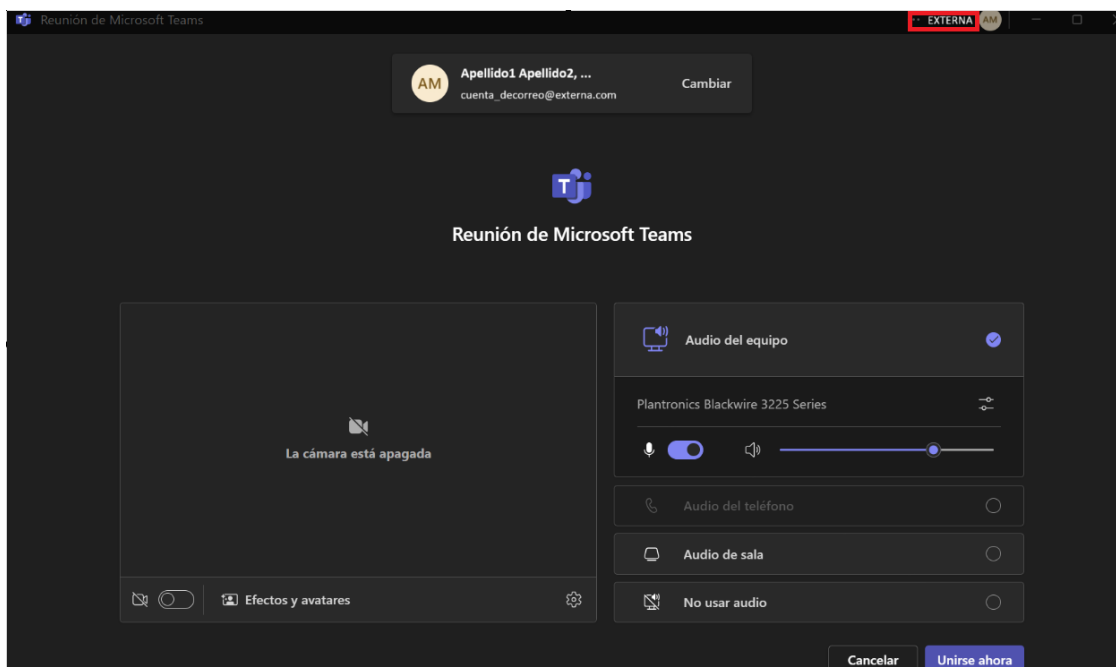 Reunión de Microsoft Teams
EXTERNA AM
AM
Apellido1 Apellido2, ...
cuenta_decorreo@externa.com
Cambiar
T
Reunión de Microsoft Teams
La cámara está apagada
Efectos y avatares
Audio del equipo
Plantronics Blackwire 3225 Series
Audio del teléfono
Audio de sala
No usar audio
Cancelar
Unirse ahora